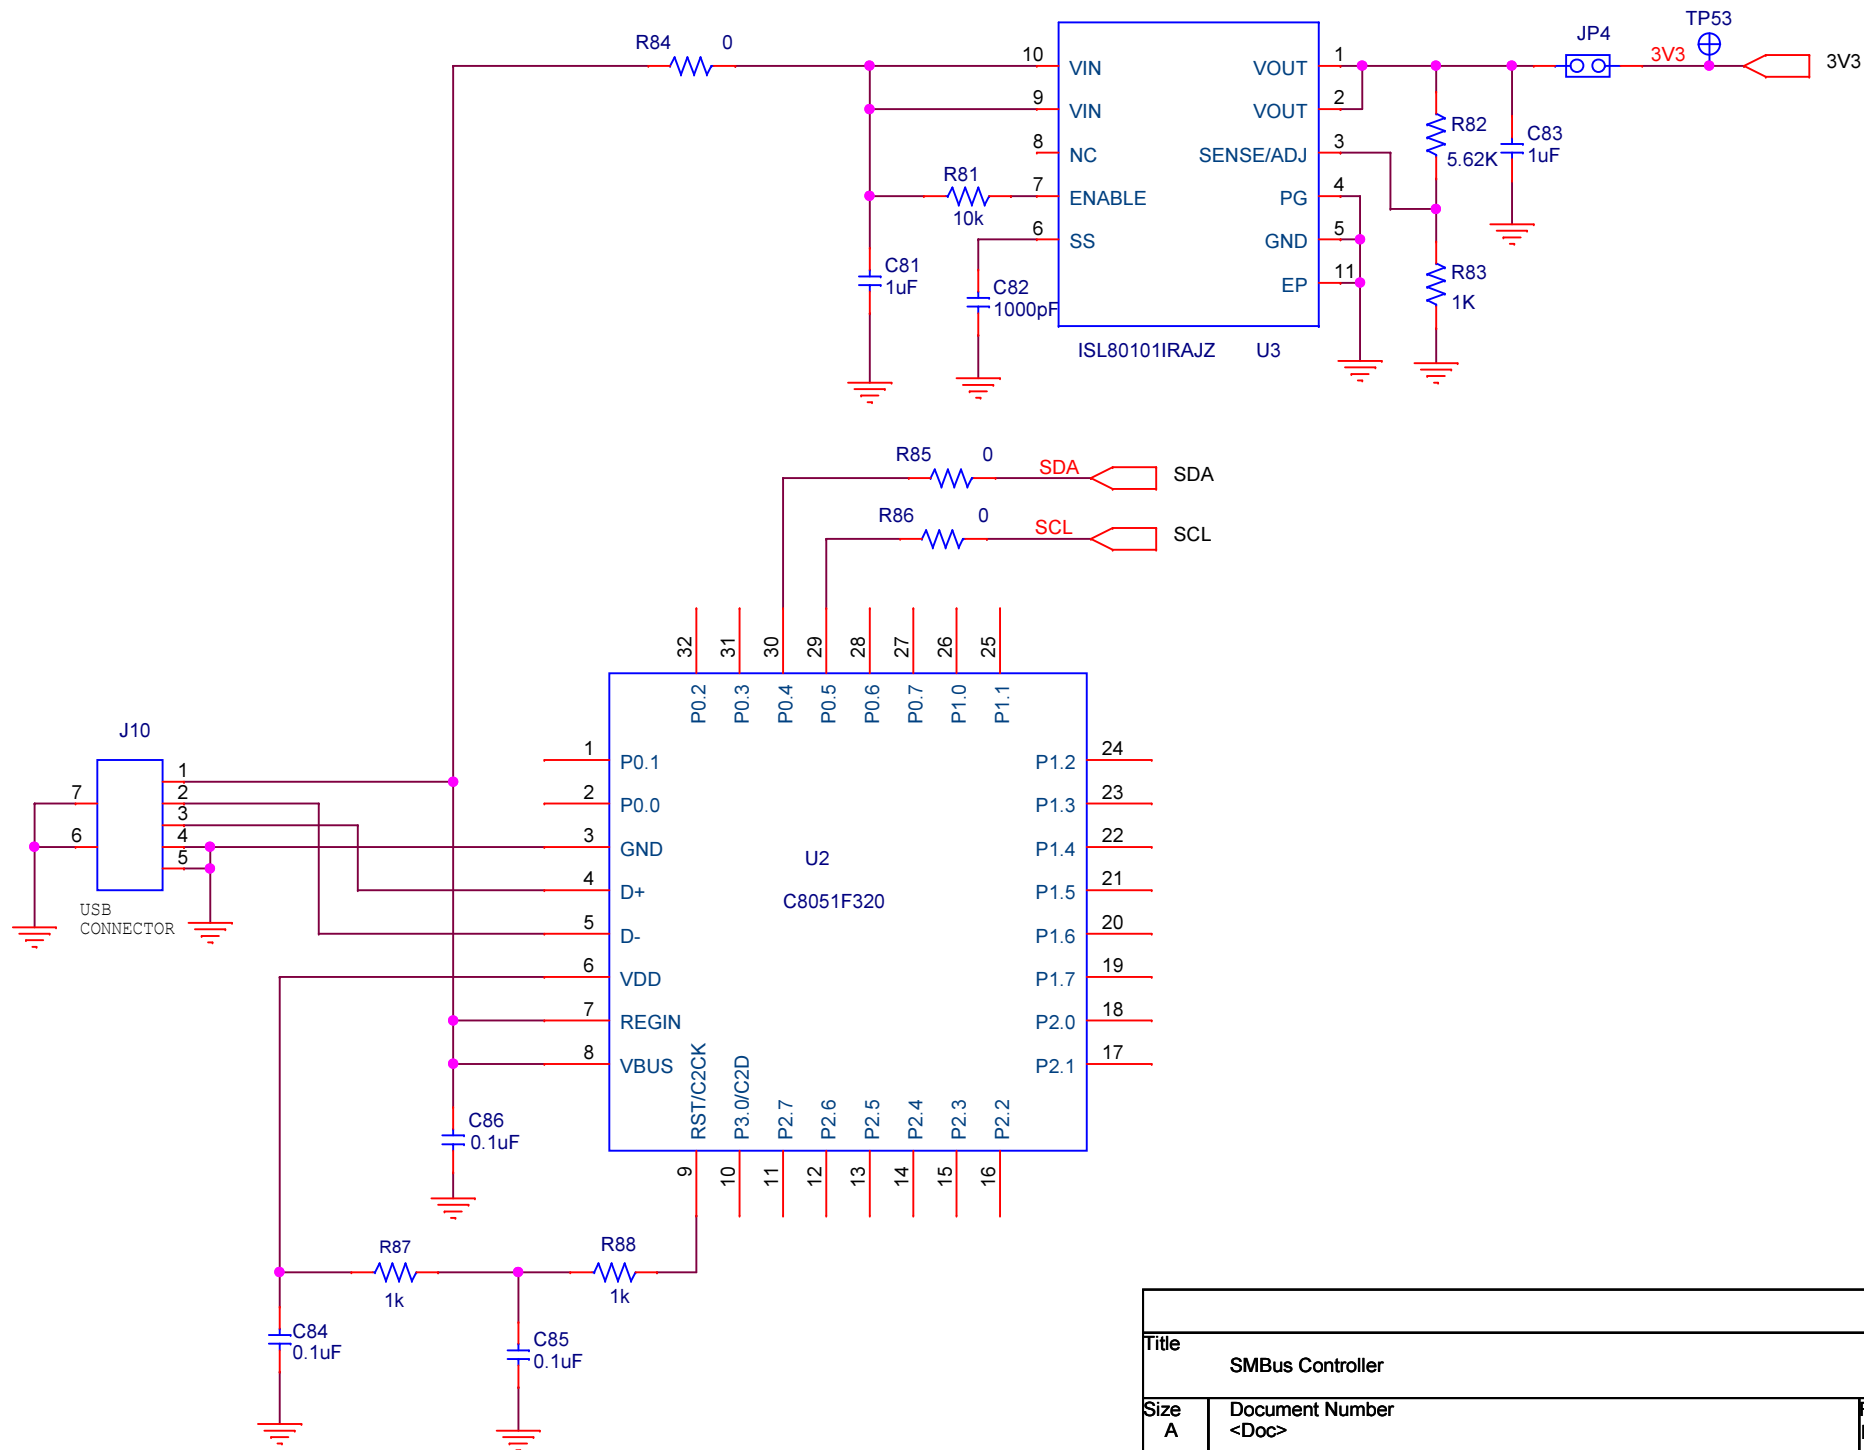 R84 0
10 VIN
9 VIN
8 NC
R81
10k
7 ENABLE
6 SS
C81
1uF
C82
1000pF
VOUT 1
VOUT 2
SENSE/ADJ 3
PG 4
GND 5
EP 11
ISL80101IRAJZ U3
R82
5.62K
C83
1uF
R83
1K
JP4
TP53
3V3
3V3
R85 0
SDA
SDA
R86 0
SCL
SCL
32 31 30 29 28 27 26 25
P0.2 P0.3 P0.4 P0.5 P0.6 P0.7 P1.0 P1.1
J10
1
2
3
4
5
7
6
USB
CONNECTOR
1 P0.1
2 P0.0
3 GND
4 D+
5 D-
6 VDD
7 REGIN
8 VBUS
U2
C8051F320
P1.2 24
P1.3 23
P1.4 22
P1.5 21
P1.6 20
P1.7 19
P2.0 18
P2.1 17
RST/C2CK P3.0/C2D P2.7 P2.6 P2.5 P2.4 P2.3 P2.2
9 10 11 12 13 14 15 16
C86
0.1uF
R87
1k
R88
1k
C84
0.1uF
C85
0.1uF
Title
SMBus Controller
Size
A
Document Number
<Doc>